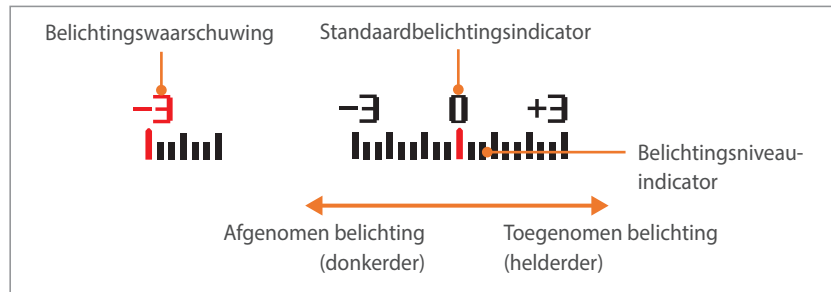 Belichtingswaarschuwing
Standaardbelichtingsindicator
−3
−3 0 +3
Belichtingsniveau-
indicator
Afgenomen belichting
(donkerder)
Toegenomen belichting
(helderder)